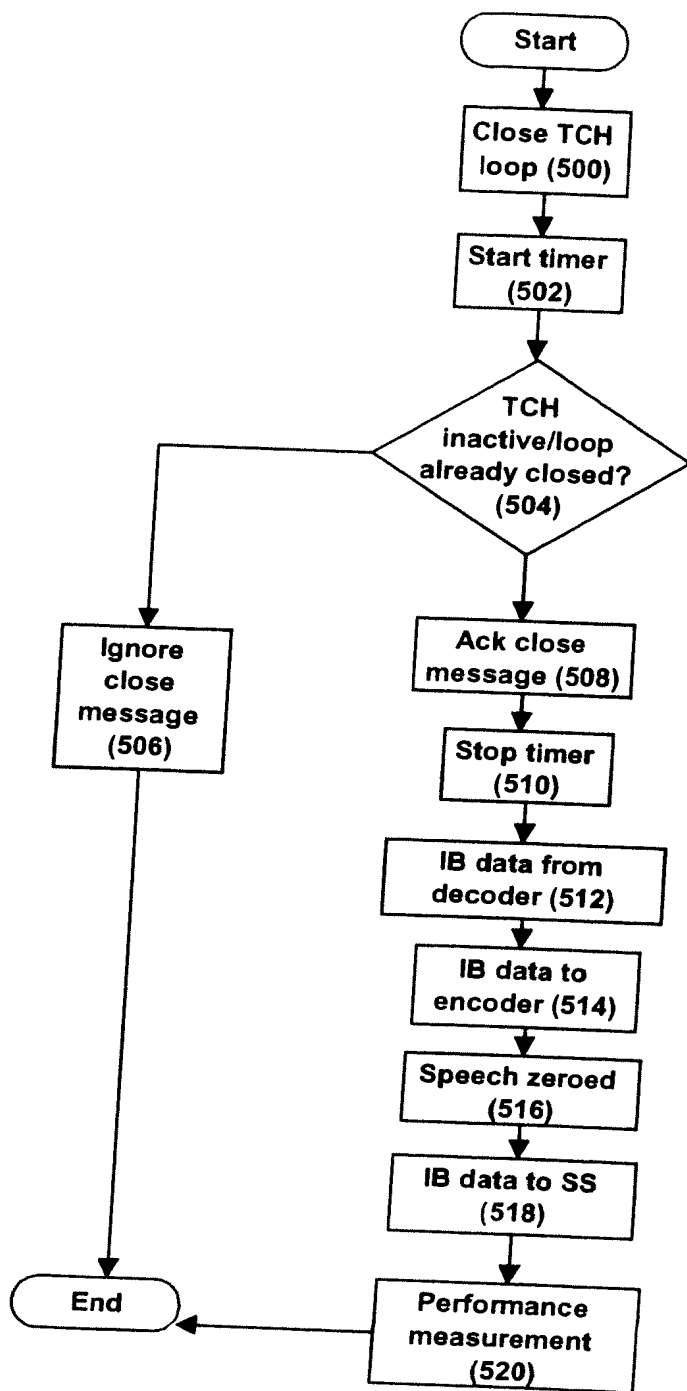 Start
Close TCH
loop (500)
Start timer
(502)
TCH
inactive/loop
already closed?
(504)
Ignore
close
message
(506)
Ack close
message (508)
Stop timer
(510)
IB data from
decoder (512)
IB data to
encoder (514)
Speech zeroed
(516)
IB data to SS
(518)
Performance
measurement
(520)
End